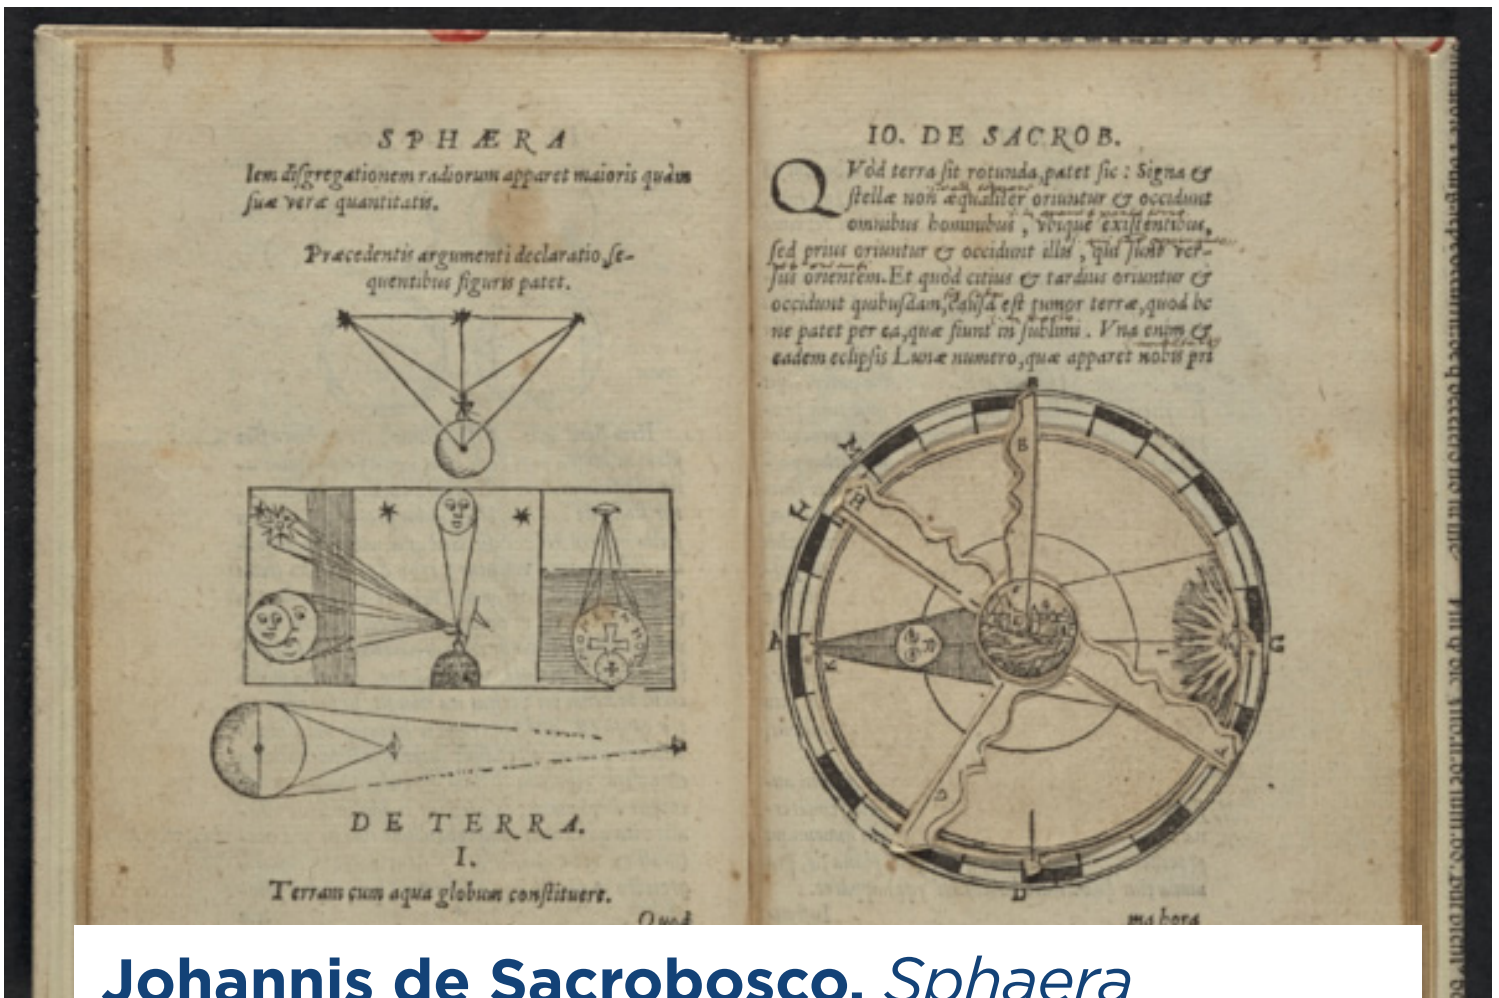 SPHÆRA
lem disgregationem radiorum apparet maioris quàm
suæ veræ quantitatis.
Præcedentis argumenti declaratio, se-
quentibus figuris patet.
DE TERRA.
I.
Terram cum aqua globum constituere.
Quod
IO. DE SACROB.
QVòd terra sit rotunda, patet sic: Signa &
stellæ non æqualiter oriuntur & occidunt
omnibus hominibus, vbique existentibus,
sed prius oriuntur & occidunt illis, qui sunt ver-
sus orientem. Et quòd citius & tardius oriuntur &
occidunt quibusdam, causa est tumor terræ, quod be
ne patet per ea, quæ fiunt in sublimi. Vna enim &
eadem eclipsis Lunæ numero, quæ apparet nobis pri
B
B
M
H
H
A
K
I
D
ma hora
Johannis de Sacrobosco, Sphaera